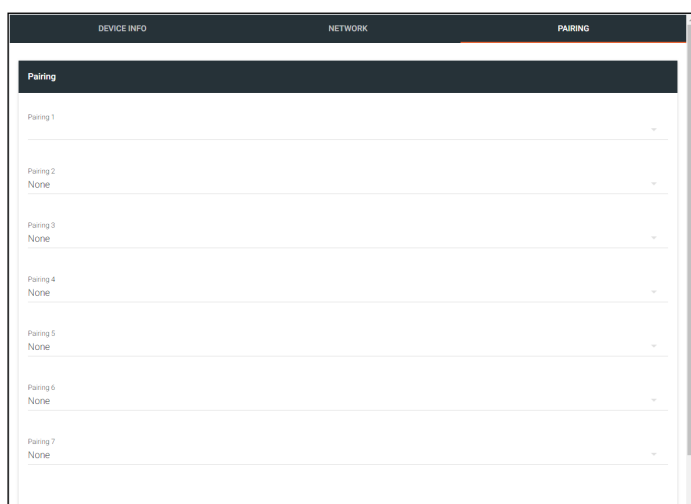 DEVICE INFO NETWORK PAIRING
Pairing
Pairing 1
Pairing 2
None
Pairing 3
None
Pairing 4
None
Pairing 5
None
Pairing 6
None
Pairing 7
None